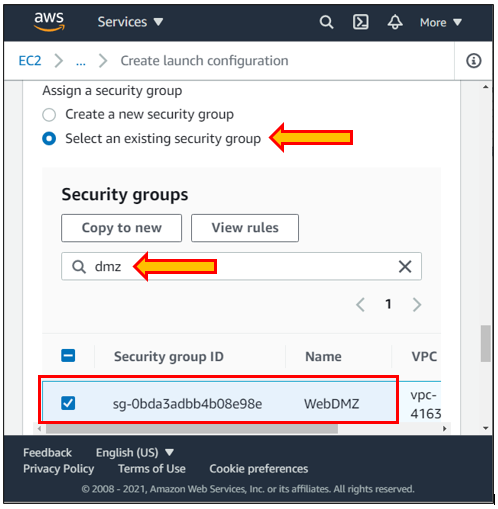 aws Services ▼ More ▼
EC2 > ... > Create launch configuration
Assign a security group
Create a new security group
Select an existing security group
Security groups
Copy to new View rules
dmz
< 1 >
Security group ID Name VPC
sg-0bda3adbb4b08e98e WebDMZ vpc-
4163
Feedback English (US) ▼
Privacy Policy Terms of Use Cookie preferences
© 2008 - 2021, Amazon Web Services, Inc. or its affiliates. All rights reserved.